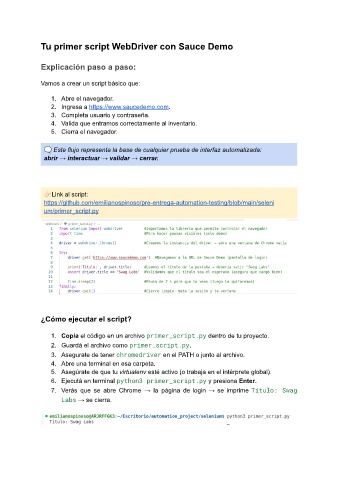 Tu primer script WebDriver con Sauce Demo
Explicación paso a paso:
Vamos a crear un script básico que:
1. Abre el navegador.
2. Ingresa a https://www.saucedemo.com.
3. Completa usuario y contraseña.
4. Valida que entramos correctamente al inventario.
5. Cierra el navegador.
Este flujo representa la base de cualquier prueba de interfaz automatizada:
abrir → interactuar → validar → cerrar.
Link al script:
https://github.com/emilianospinoso/pre-entrega-automation-testing/blob/main/seleni
um/primer_script.py
1 from selenium import webdriver #Importamos la librería que permite controlar el navegador
2 import time #Para hacer pausas visibles (solo demo)
3
4 driver = webdriver.Chrome() #Creamos la instancia del driver → abre una ventana de Chrome vacía
5
6 try:
7 driver.get('https://www.saucedemo.com') #Navegamos a la URL de Sauce Demo (pantalla de login)
8
9 print('Título:', driver.title) #Leemos el título de la pestaña → debería salir "Swag Labs"
10 assert driver.title == 'Swag Labs' #Validamos que el título sea el esperado (asegura que cargó bien)
11
12 time.sleep(2) #Pausa de 2 s para que lo veas (luego la quitaremos)
13 finally:
14 driver.quit() #Cierre limpio: mata la sesión y la ventana
¿Cómo ejecutar el script?
1. Copia el código en un archivo primer_script.py dentro de tu proyecto.
2. Guardá el archivo como primer_script.py.
3. Asegurate de tener chromedriver en el PATH o junto al archivo.
4. Abre una terminal en esa carpeta.
5. Asegúrate de que tu virtualenv esté activo (o trabaja en el intérprete global).
6. Ejecutá en terminal python3 primer_script.py y presiona Enter.
7. Verás que se abre Chrome → la página de login → se imprime Título: Swag
Labs → se cierra.
:~/Escritorio/automation_project/selenium$ python3 primer_script.py
Título: Swag Labs